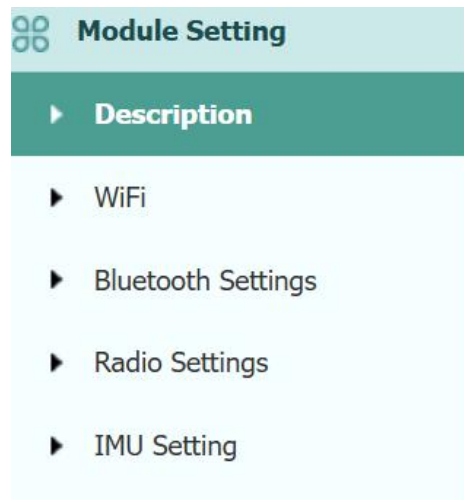 Module Setting
Description
WiFi
Bluetooth Settings
Radio Settings
IMU Setting